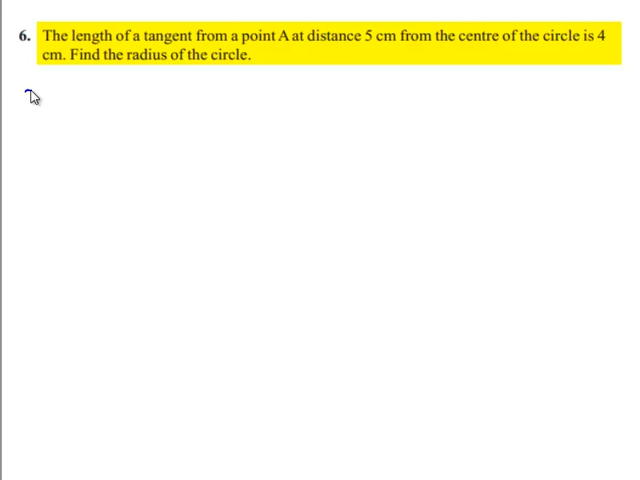 6. The length of a tangent from a point A at distance 5 cm from the centre of the circle is 4
cm. Find the radius of the circle.